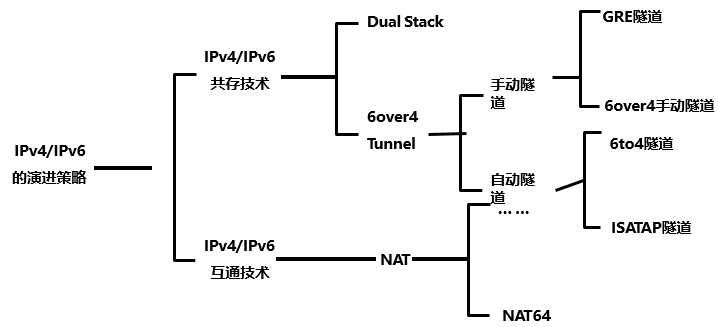 IPv4/IPv6
的演进策略
IPv4/IPv6
共存技术
Dual Stack
6over4
Tunnel
手动隧
道
GRE隧道
6over4手动隧道
自动隧
道
6to4隧道
ISATAP隧道
IPv4/IPv6
互通技术
NAT
... ...
NAT64